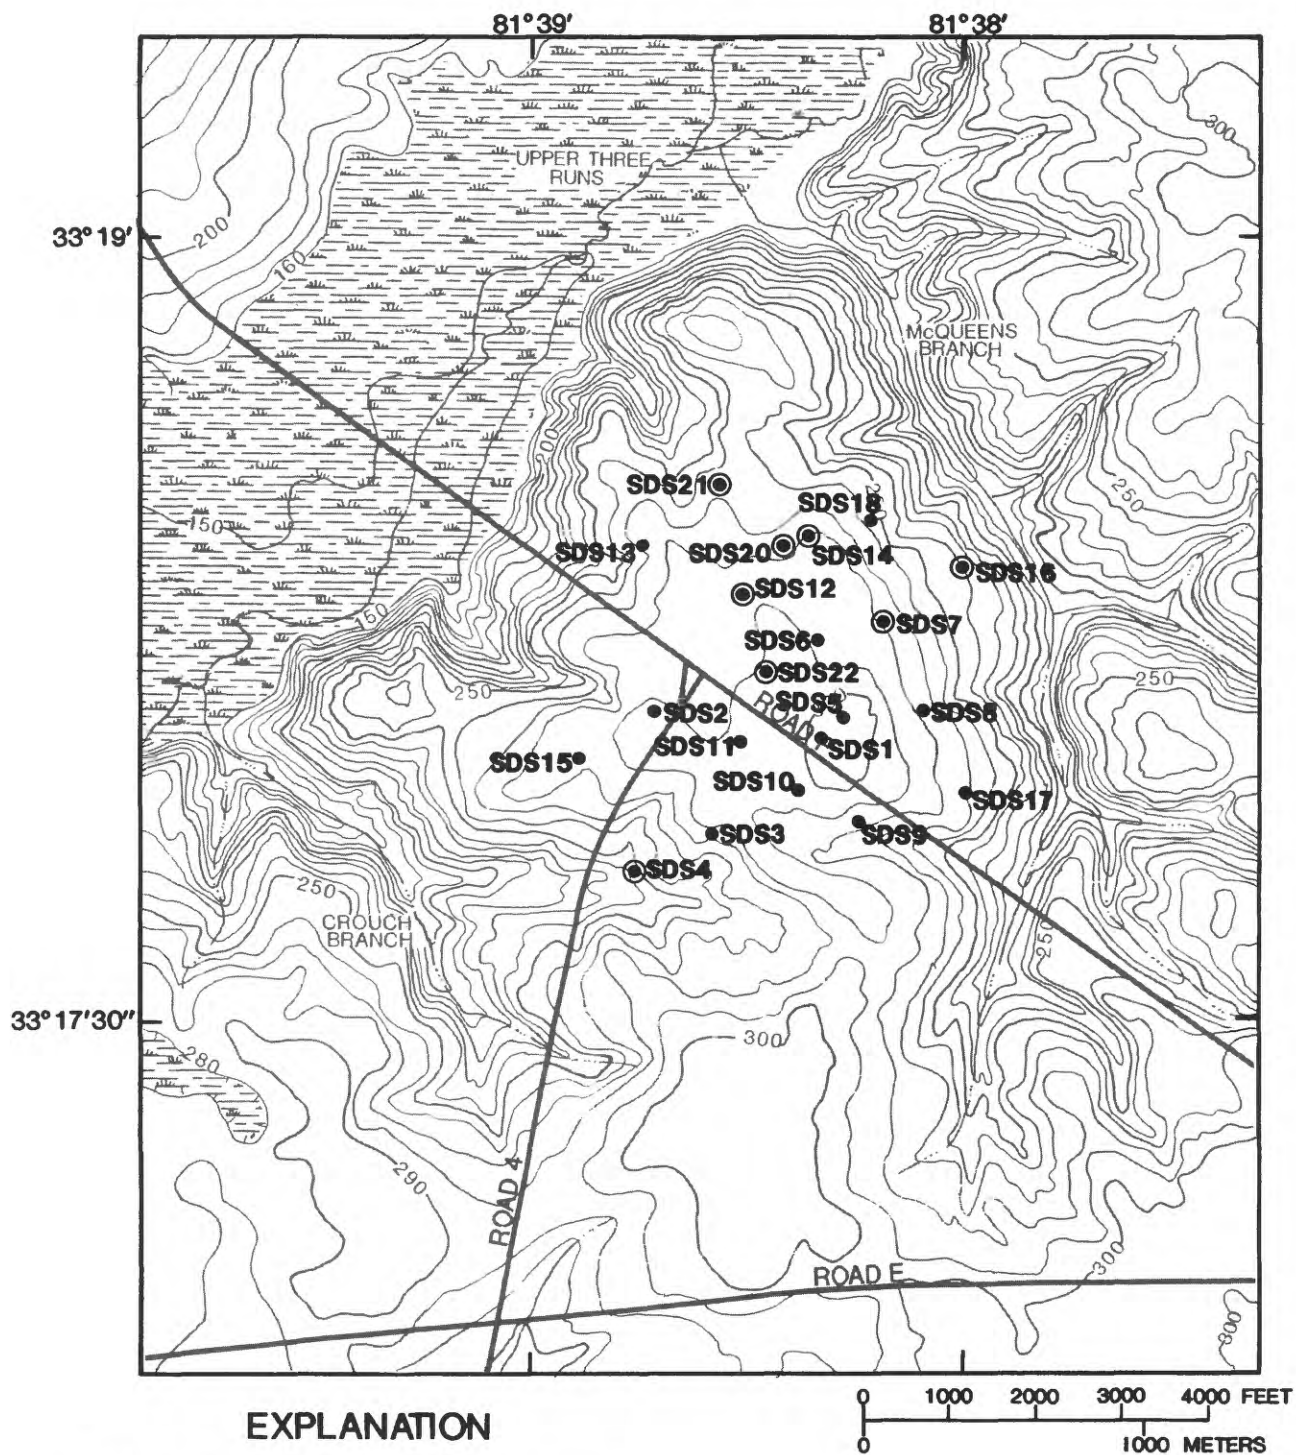 81°39′
81°38′
300
UPPER THREE
RUNS
33°19′
200
160
McQUEENS
BRANCH
200
250
SDS21
SDS18
150
SDS13
SDS20
SDS14
SDS16
SDS12
150
SDS7
SDS6
250
SDS22
250
SDS5
SDS2
ROAD
SDS8
SDS11
SDS1
SDS15
SDS10
SDS17
SDS3
SDS9
SDS4
250
CROUCH
BRANCH
250
33°17′30″
300
280
290
ROAD 4
300
ROAD E
300
EXPLANATION
0 1000 2000 3000 4000 FEET
0 1000 METERS